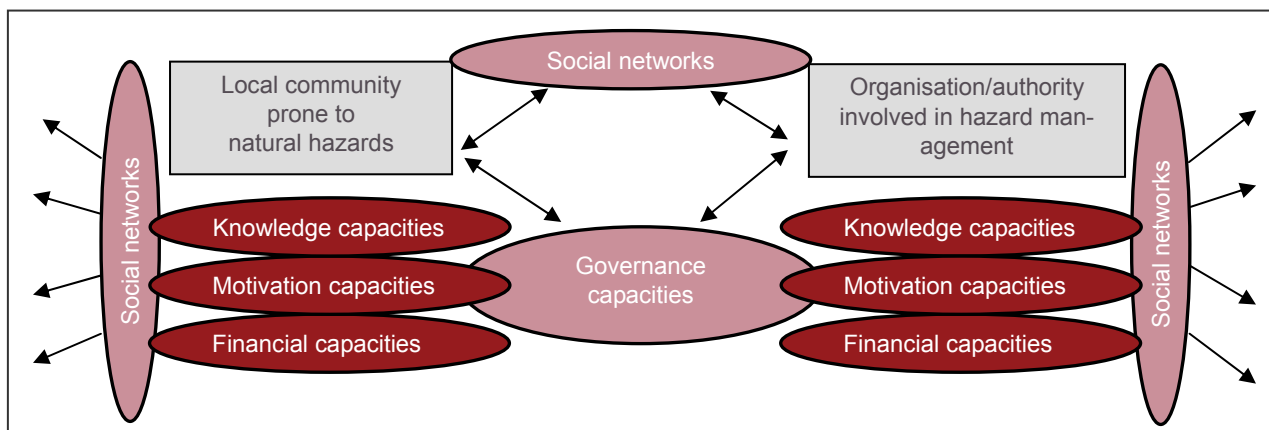 Social networks
Local community
prone to
natural hazards
Organisation/authority
involved in hazard man-
agement
Social networks
Knowledge capacities
Motivation capacities
Financial capacities
Governance
capacities
Knowledge capacities
Motivation capacities
Financial capacities
Social networks